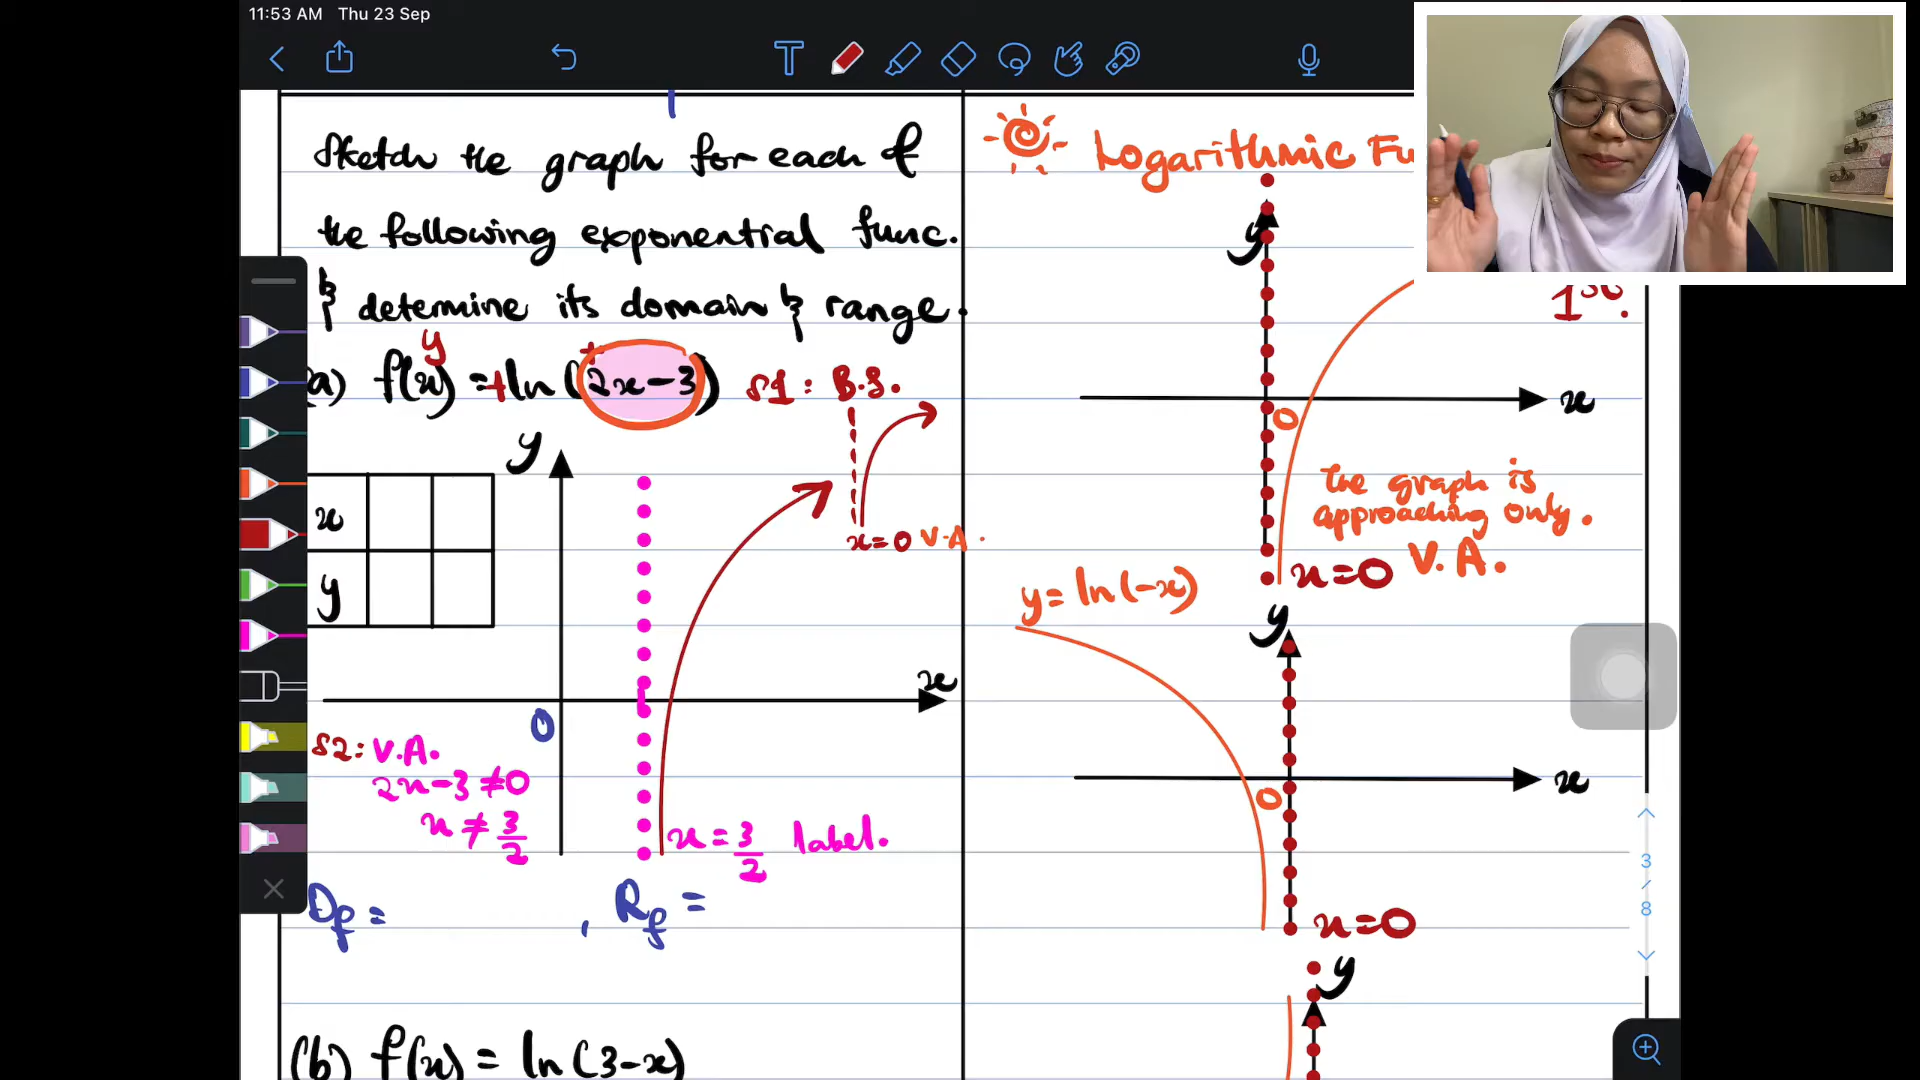 11:53 AM Thu 23 Sep
Sketch the graph for each f
the following exponential func.
& determine its domain & range.
y
(a) f(x) = + ln (2x - 3)
+
S1 : B.S.
x = 0 V.A.
y
x
y
x
0
S2: V.A.
2x - 3 ≠ 0
x ≠ 3/2
x = 3/2 label.
Df = , Rf =
(b) f(x) = ln (3 - x)
Logarithmic Fu
y
1st.
x
0
The graph is
approaching only.
x = 0 V.A.
y = ln (-x)
y
x
0
x = 0
y
3
/
8